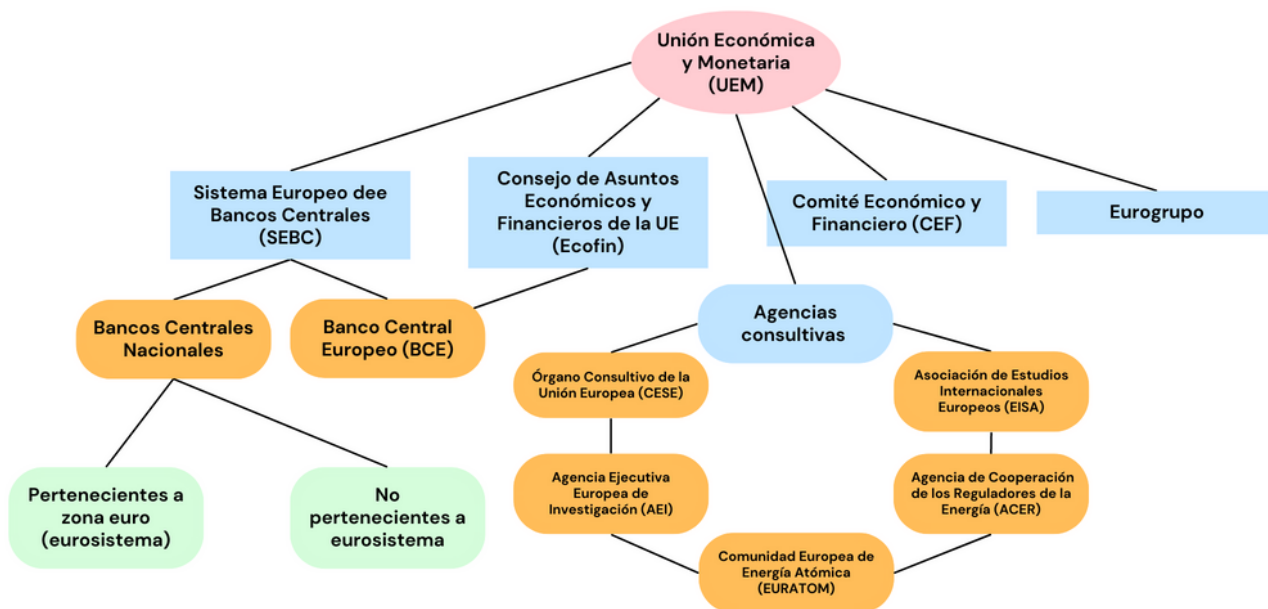 Unión Económica
y Monetaria
(UEM)
Sistema Europeo dee
Bancos Centrales
(SEBC)
Consejo de Asuntos
Económicos y
Financieros de la UE
(Ecofin)
Comité Económico y
Financiero (CEF)
Eurogrupo
Bancos Centrales
Nacionales
Banco Central
Europeo (BCE)
Agencias
consultivas
Órgano Consultivo de la
Unión Europea (CESE)
Asociación de Estudios
Internacionales
Europeos (EISA)
Pertenecientes a
zona euro
(eurosistema)
No
pertenecientes a
eurosistema
Agencia Ejecutiva
Europea de
Investigación (AEI)
Agencia de Cooperación
de los Reguladores de la
Energía (ACER)
Comunidad Europea de
Energía Atómica
(EURATOM)